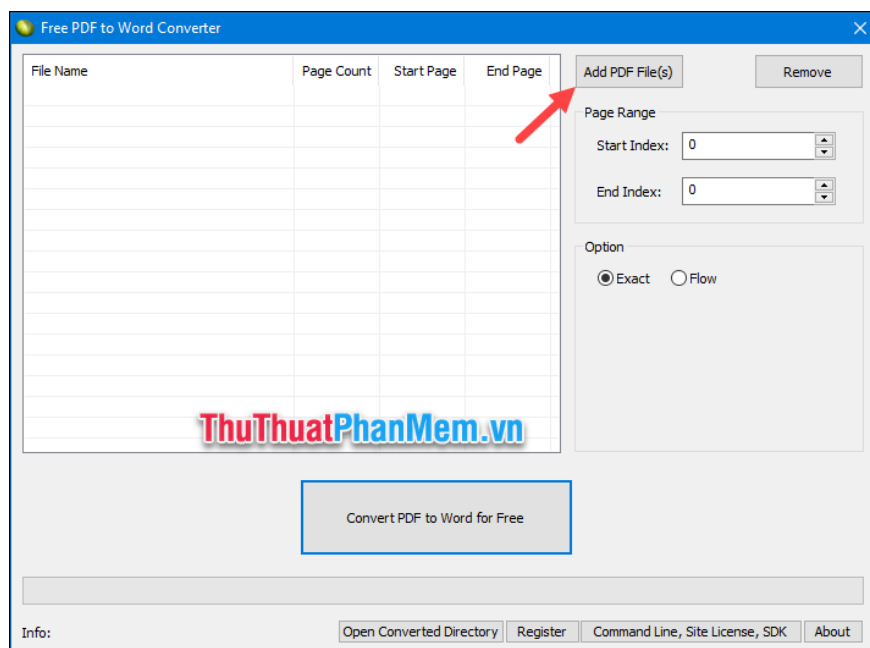 Free PDF to Word Converter
File Name Page Count Start Page End Page
Add PDF File(s) Remove
Page Range
Start Index: 0
End Index: 0
Option
Exact Flow
ThuThuatPhanMem.vn
Convert PDF to Word for Free
Info: Open Converted Directory Register Command Line, Site License, SDK About